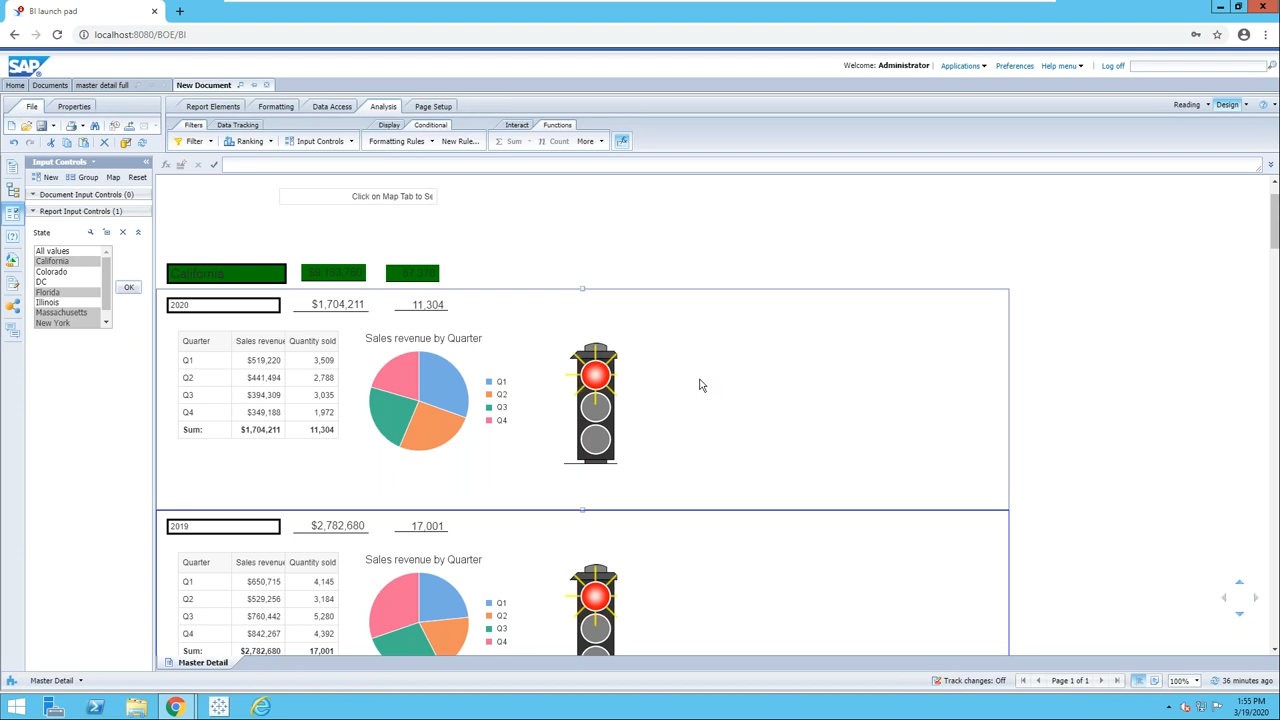 BI launch pad
localhost:8080/BOE/BI
SAP
Welcome: Administrator
Applications
Preferences
Help menu
Log off
Home
Documents
master detail full
New Document
File
Properties
Report Elements
Formatting
Data Access
Analysis
Page Setup
Reading
Design
Filters
Data Tracking
Display
Conditional
Interact
Functions
Filter
Ranking
Input Controls
Formatting Rules
New Rule...
Sum
Count
More
Input Controls
New
Group
Map
Reset
Document Input Controls (0)
Report Input Controls (1)
State
All values
California
Colorado
DC
Florida
Illinois
Massachusetts
New York
OK
Click on Map Tab to Se
California
2020 $1,704,211 11,304
Sales revenue by Quarter
Quarter Sales revenue Quantity sold
Q1 $519,220 3,509
Q2 $441,494 2,788
Q3 $394,309 3,035
Q4 $349,188 1,972
Sum: $1,704,211 11,304
Q1
Q2
Q3
Q4
2019 $2,782,680 17,001
Sales revenue by Quarter
Quarter Sales revenue Quantity sold
Q1 $650,715 4,145
Q2 $529,256 3,184
Q3 $760,442 5,280
Q4 $842,267 4,392
Sum: $2,782,680 17,001
Q1
Q2
Q3
Q4
Master Detail
Master Detail
Track changes: Off
Page 1 of 1
100%
36 minutes ago
1:55 PM
3/19/2020